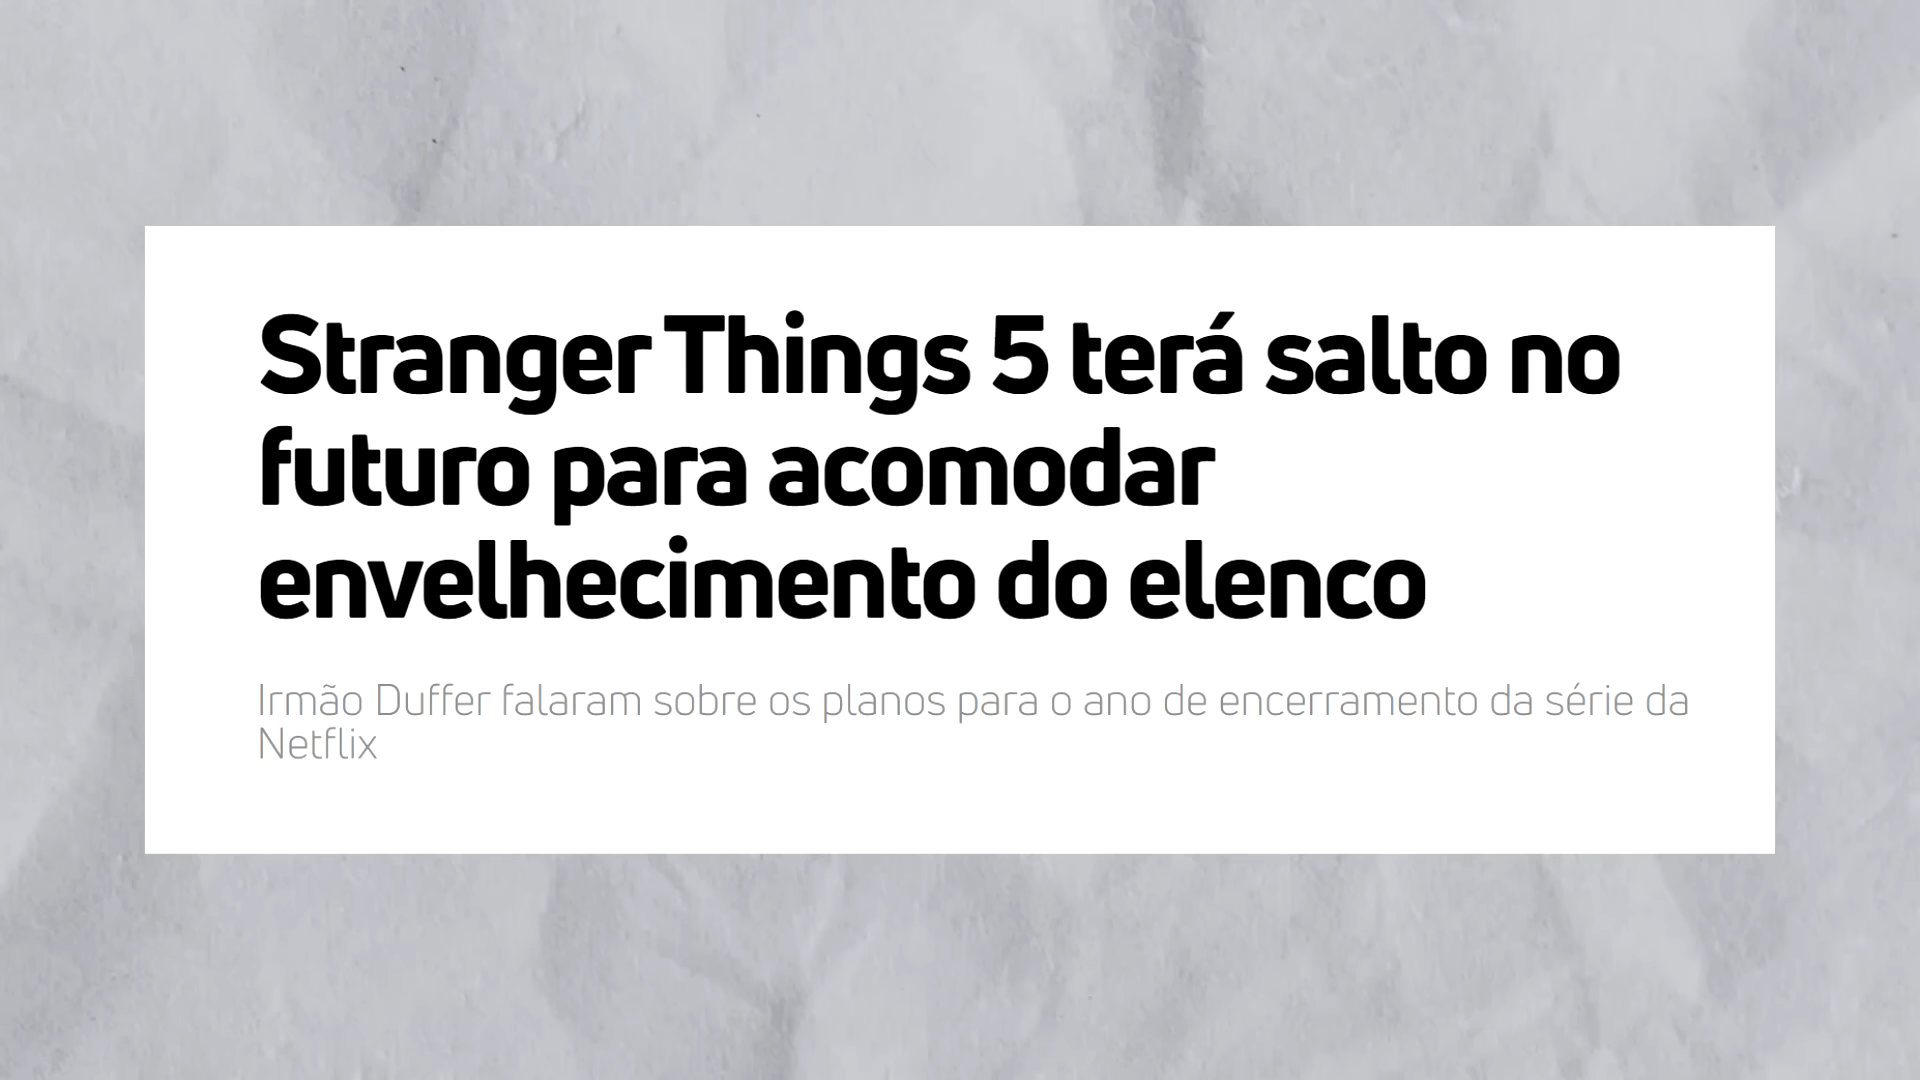 Stranger Things 5 terá salto no
futuro para acomodar
envelhecimento do elenco
Irmão Duffer falaram sobre os planos para o ano de encerramento da série da
Netflix